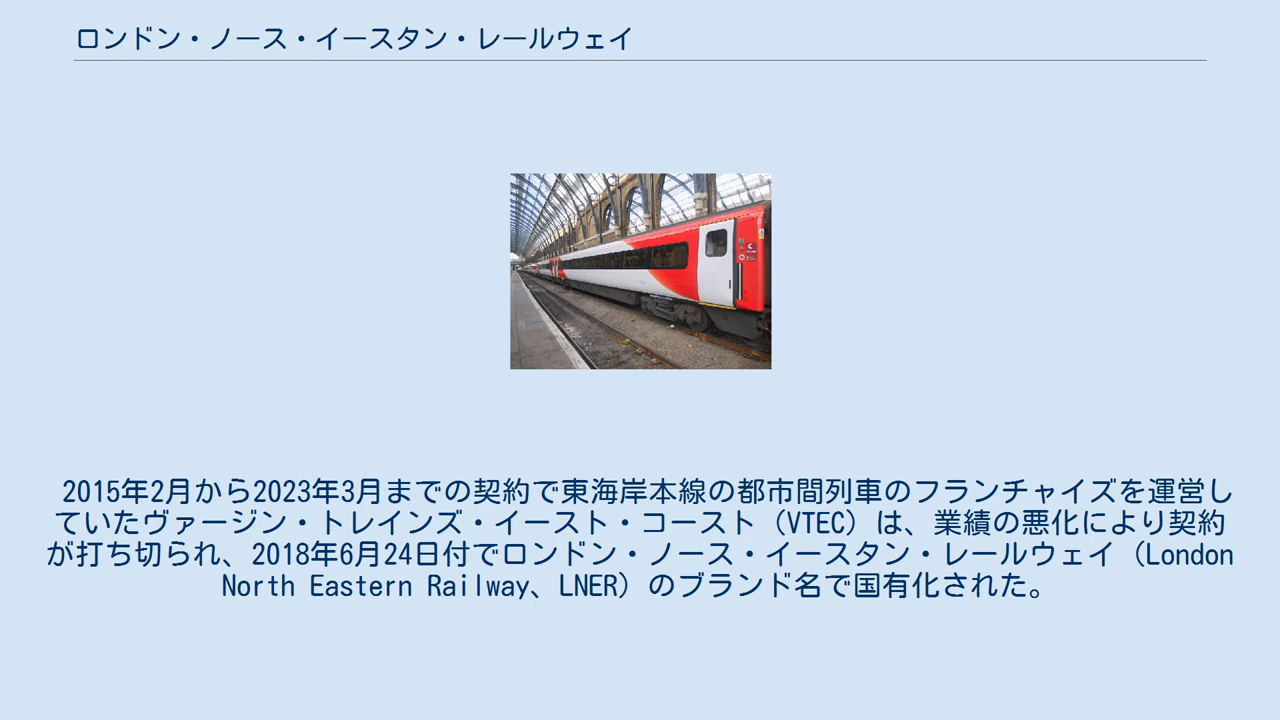 ロンドン・ノース・イースタン・レールウェイ
2015年2月から2023年3月までの契約で東海岸本線の都市間列車のフランチャイズを運営し
ていたヴァージン・トレインズ・イースト・コースト（VTEC）は、業績の悪化により契約
が打ち切られ、2018年6月24日付でロンドン・ノース・イースタン・レールウェイ（London
North Eastern Railway、LNER）のブランド名で国有化された。